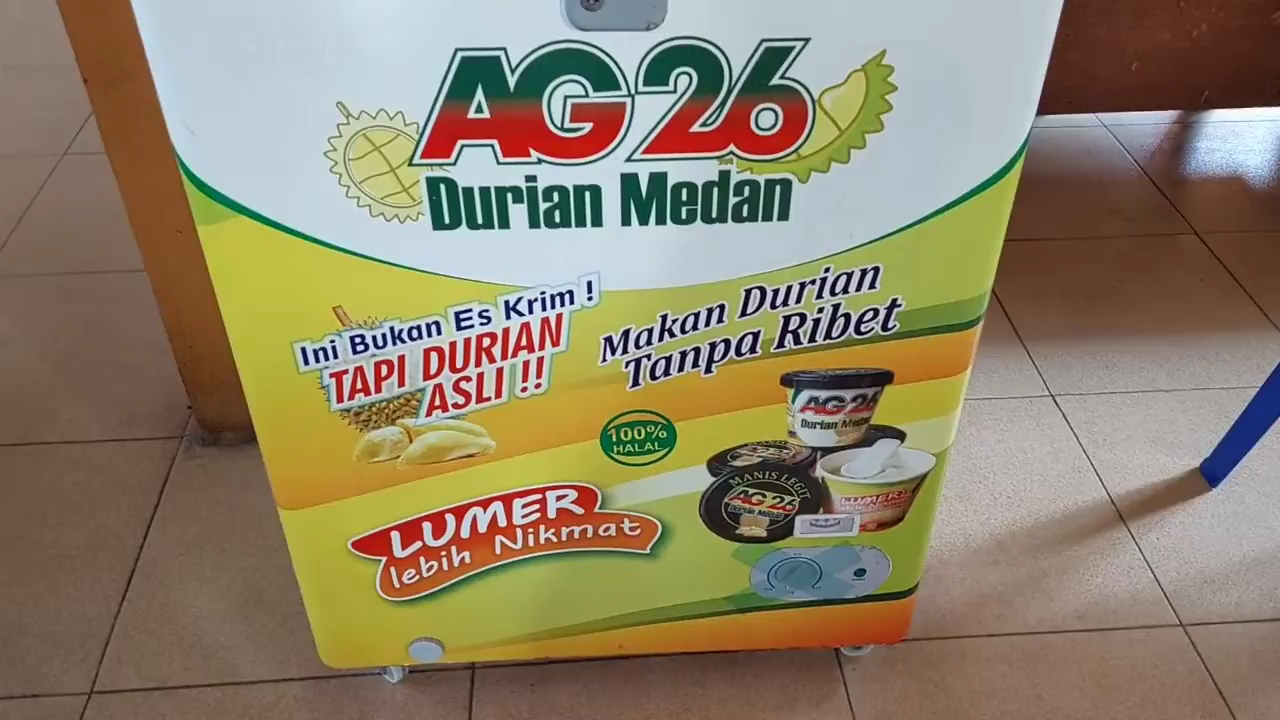 AG26
Durian Medan
Ini Bukan Es Krim !
TAPI DURIAN
ASLI !!
Makan Durian
Tanpa Ribet
100%
HALAL
LUMER
lebih Nikmat
AG26
Durian Medan
AG26
MANIS LEGIT
AG26
Durian Medan
LUMER